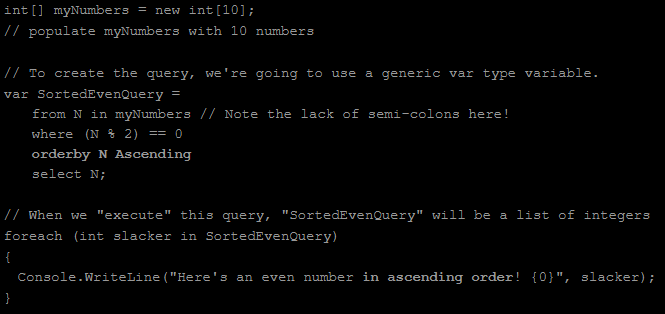 int[] myNumbers = new int[10];
// populate myNumbers with 10 numbers
// To create the query, we're going to use a generic var type variable.
var SortedEvenQuery =
from N in myNumbers // Note the lack of semi-colons here!
where (N % 2) == 0
orderby N Ascending
select N;
// When we "execute" this query, "SortedEvenQuery" will be a list of integers
foreach (int slacker in SortedEvenQuery)
{
Console.WriteLine("Here's an even number in ascending order! {0}", slacker);
}